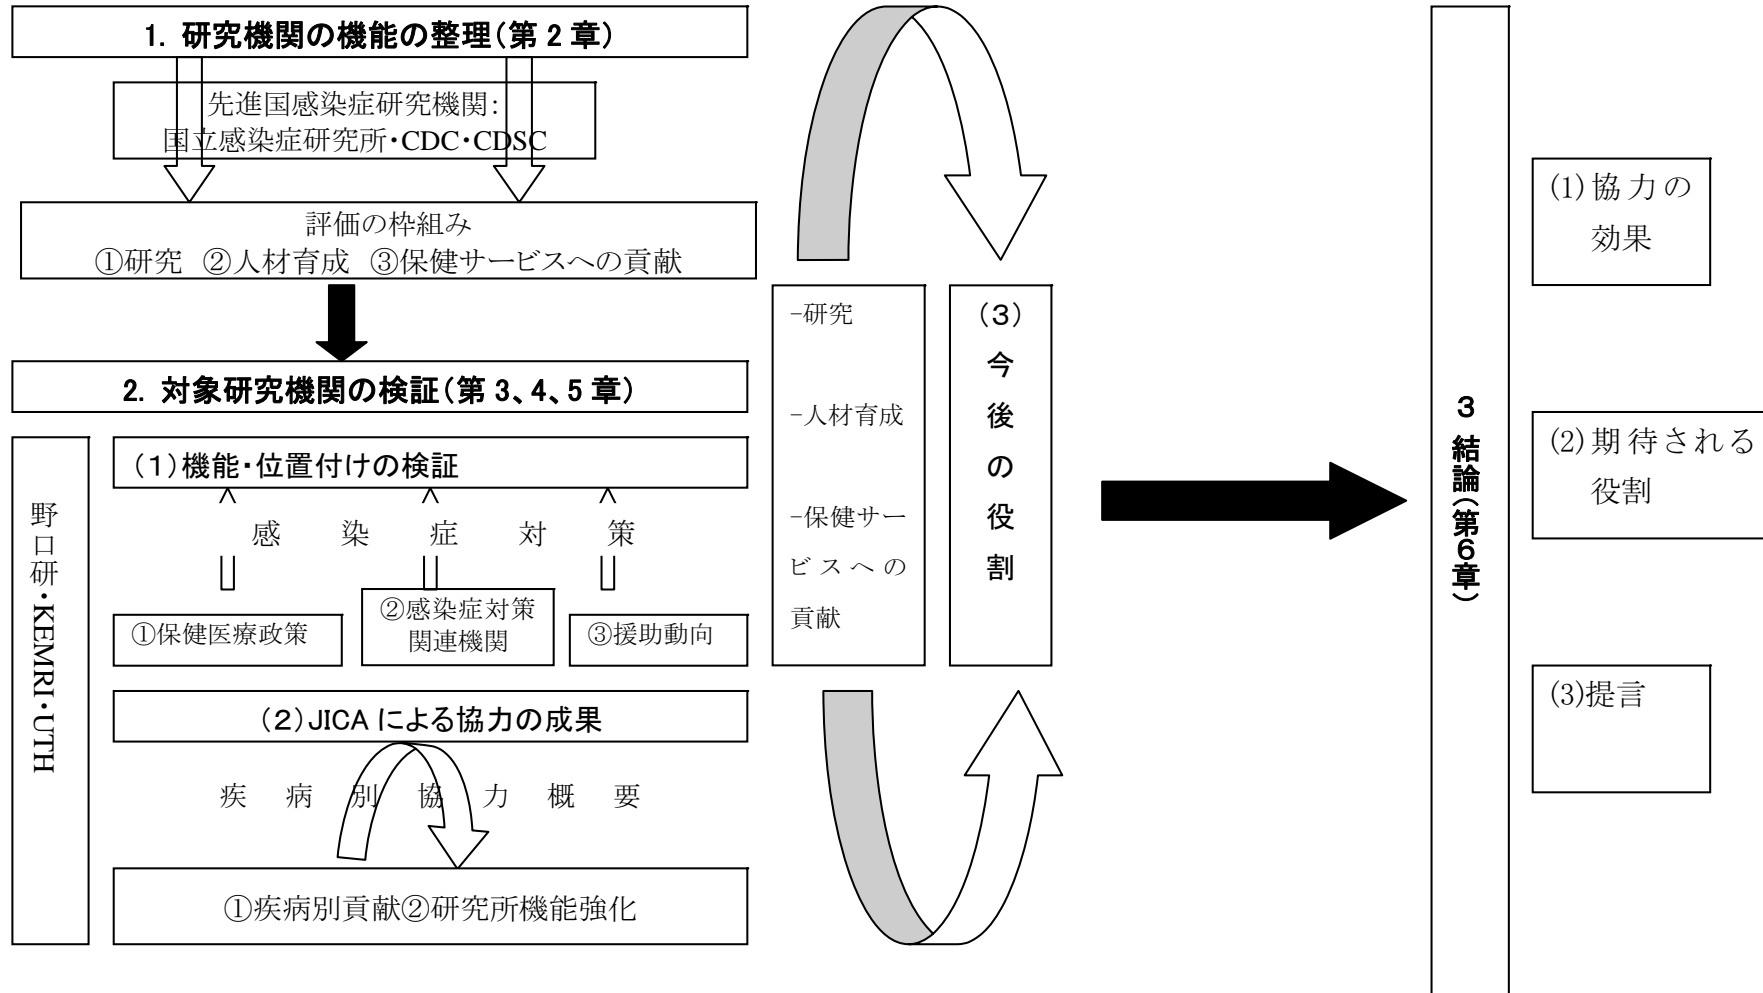 1. 研究機関の機能の整理(第2章)
先進国感染症研究機関:
国立感染症研究所・CDC・CDSC
評価の枠組み
①研究 ②人材育成 ③保健サービスへの貢献
2. 対象研究機関の検証(第3、4、5章)
野口研・KEMRI・UTH
(1)機能・位置付けの検証
感染症対策
①保健医療政策
②感染症対策
関連機関
③援助動向
(2)JICAによる協力の成果
疾病別協力概要
①疾病別貢献②研究所機能強化
-研究
-人材育成
-保健サー
ビスへの
貢献
(3)今後の役割
3 結論(第6章)
(1)協力の
効果
(2)期待される
役割
(3)提言